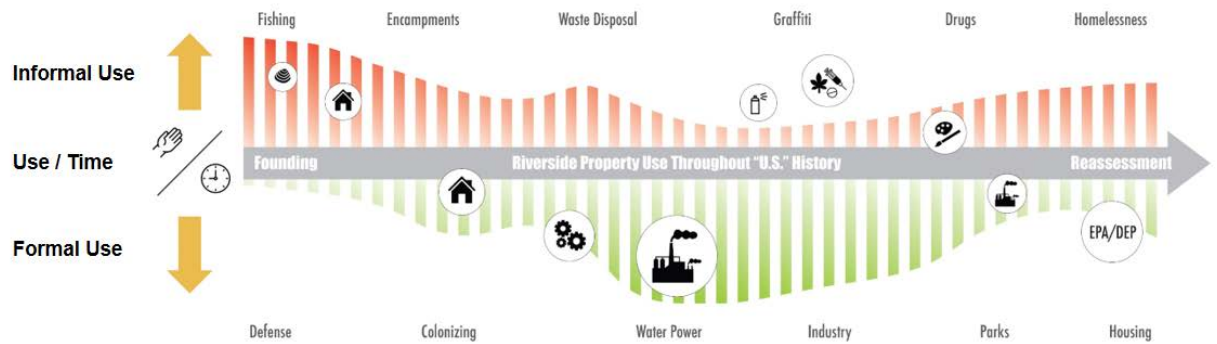 Fishing Encampments Waste Disposal Graffiti Drugs Homelessness
Informal Use
Use / Time
Founding Riverside Property Use Throughout "U.S." History Reassessment
Formal Use
EPA/DEP
Defense Colonizing Water Power Industry Parks Housing